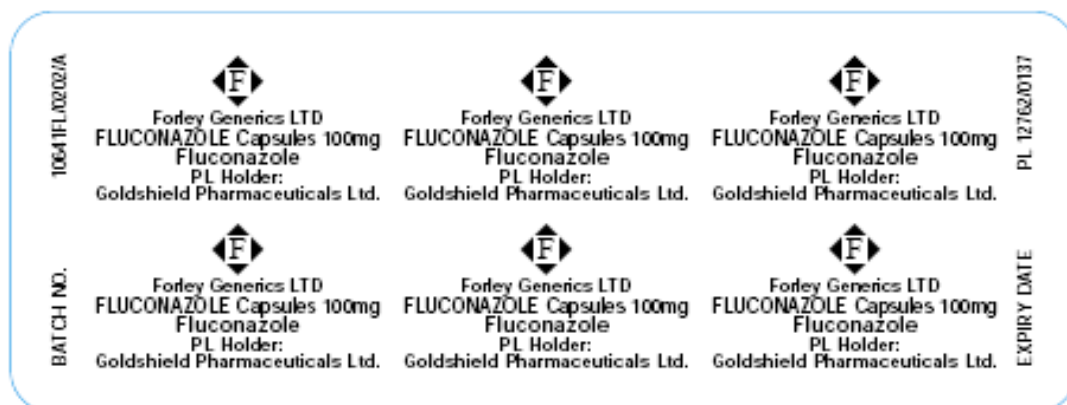 10641FL/0202/A
F F F
Forley Generics LTD Forley Generics LTD Forley Generics LTD
FLUCONAZOLE Capsules 100mg FLUCONAZOLE Capsules 100mg FLUCONAZOLE Capsules 100mg
Fluconazole Fluconazole Fluconazole
PL Holder: PL Holder: PL Holder:
Goldshield Pharmaceuticals Ltd. Goldshield Pharmaceuticals Ltd. Goldshield Pharmaceuticals Ltd.
PL 12762/0137
BATCH NO.
F F F
Forley Generics LTD Forley Generics LTD Forley Generics LTD
FLUCONAZOLE Capsules 100mg FLUCONAZOLE Capsules 100mg FLUCONAZOLE Capsules 100mg
Fluconazole Fluconazole Fluconazole
PL Holder: PL Holder: PL Holder:
Goldshield Pharmaceuticals Ltd. Goldshield Pharmaceuticals Ltd. Goldshield Pharmaceuticals Ltd.
EXPIRY DATE